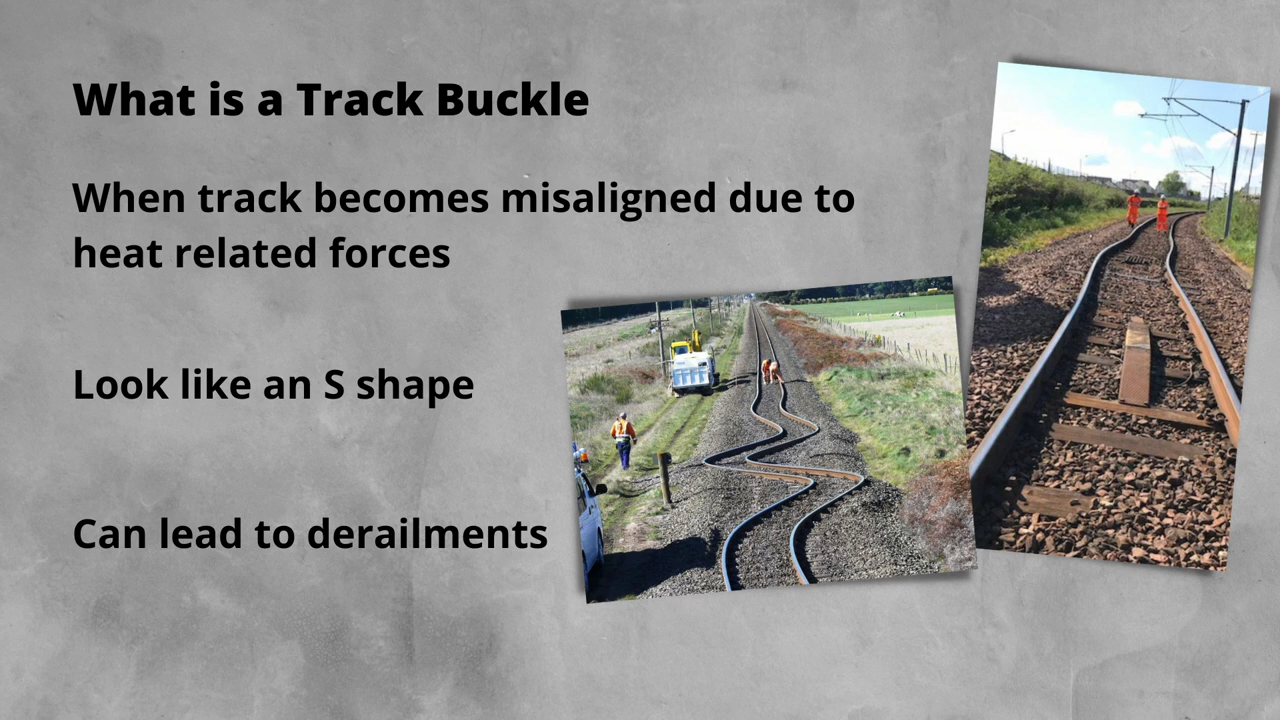 What is a Track Buckle
When track becomes misaligned due to
heat related forces
Look like an S shape
Can lead to derailments